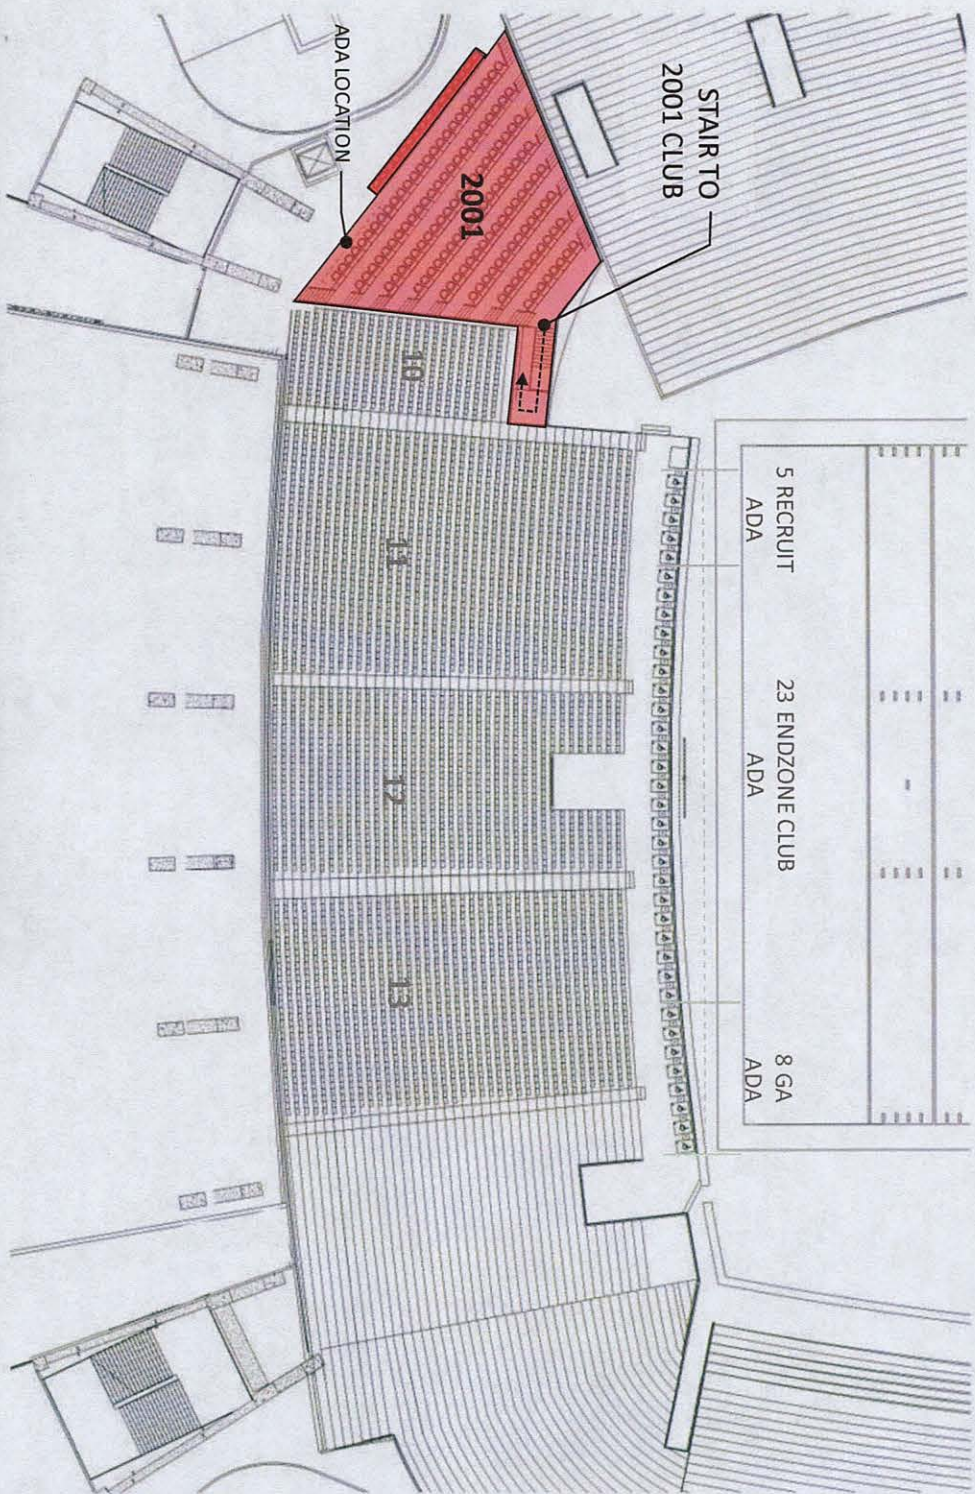 STAIR TO
2001 CLUB
ADA LOCATION
2001
10
11
12
13
5 RECRUIT
ADA
23 ENDZONE CLUB
ADA
8 GA
ADA